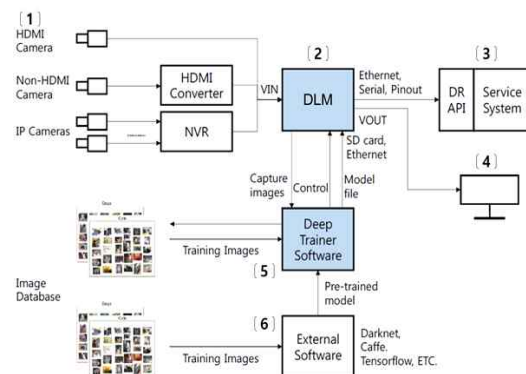 [1]
HDMI
Camera
Non-HDMI
Camera
IP Cameras
HDMI
Converter
NVR
VIN
[2]
DLM
Ethernet,
Serial, Pinout
VOUT
SD card,
Ethernet
[3]
DR
API
Service
System
[4]
Capture
images
Control
Model
file
Deep
Trainer
Software
[5]
Training Images
Pre-trained
model
Image
Database
[6]
External
Software
Training Images
Darknet,
Caffe.
Tensorflow, ETC.